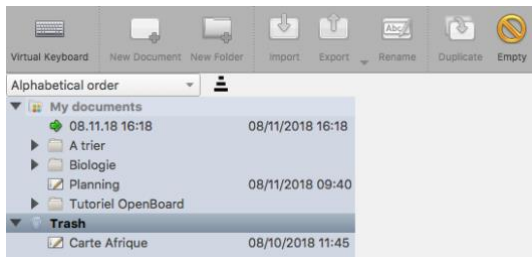 Virtual Keyboard New Document New Folder Import Export Rename Duplicate Empty
Alphabetical order
My documents
08.11.18 16:18 08/11/2018 16:18
A trier
Biologie
Planning 08/11/2018 09:40
Tutoriel OpenBoard
Trash
Carte Afrique 08/10/2018 11:45